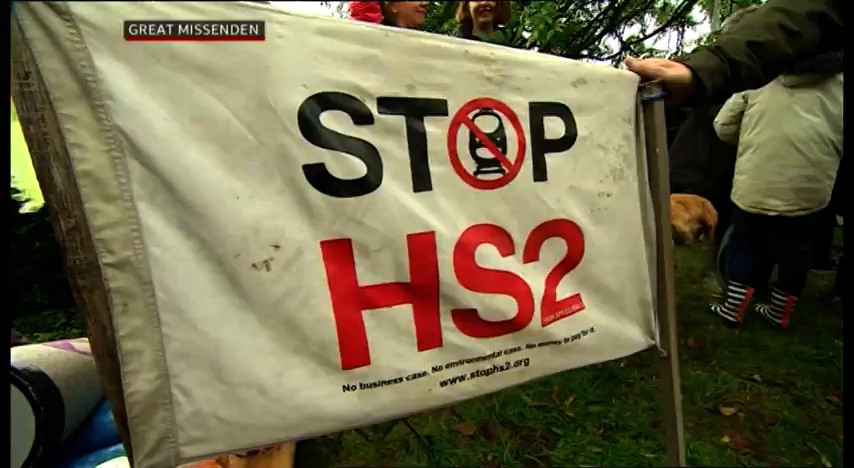 GREAT MISSENDEN
STOP
HS2
No business case. No environmental case. No money to pay for it.
www.stophs2.org